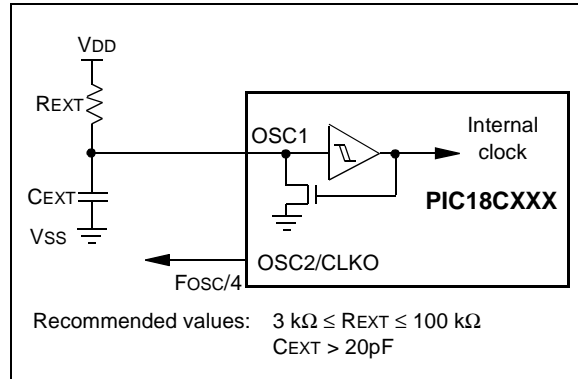 VDD
REXT
OSC1
Internal
clock
CEXT
PIC18CXXX
VSS
OSC2/CLKO
FOSC/4
Recommended values: 3 kΩ ≤ REXT ≤ 100 kΩ
CEXT > 20pF